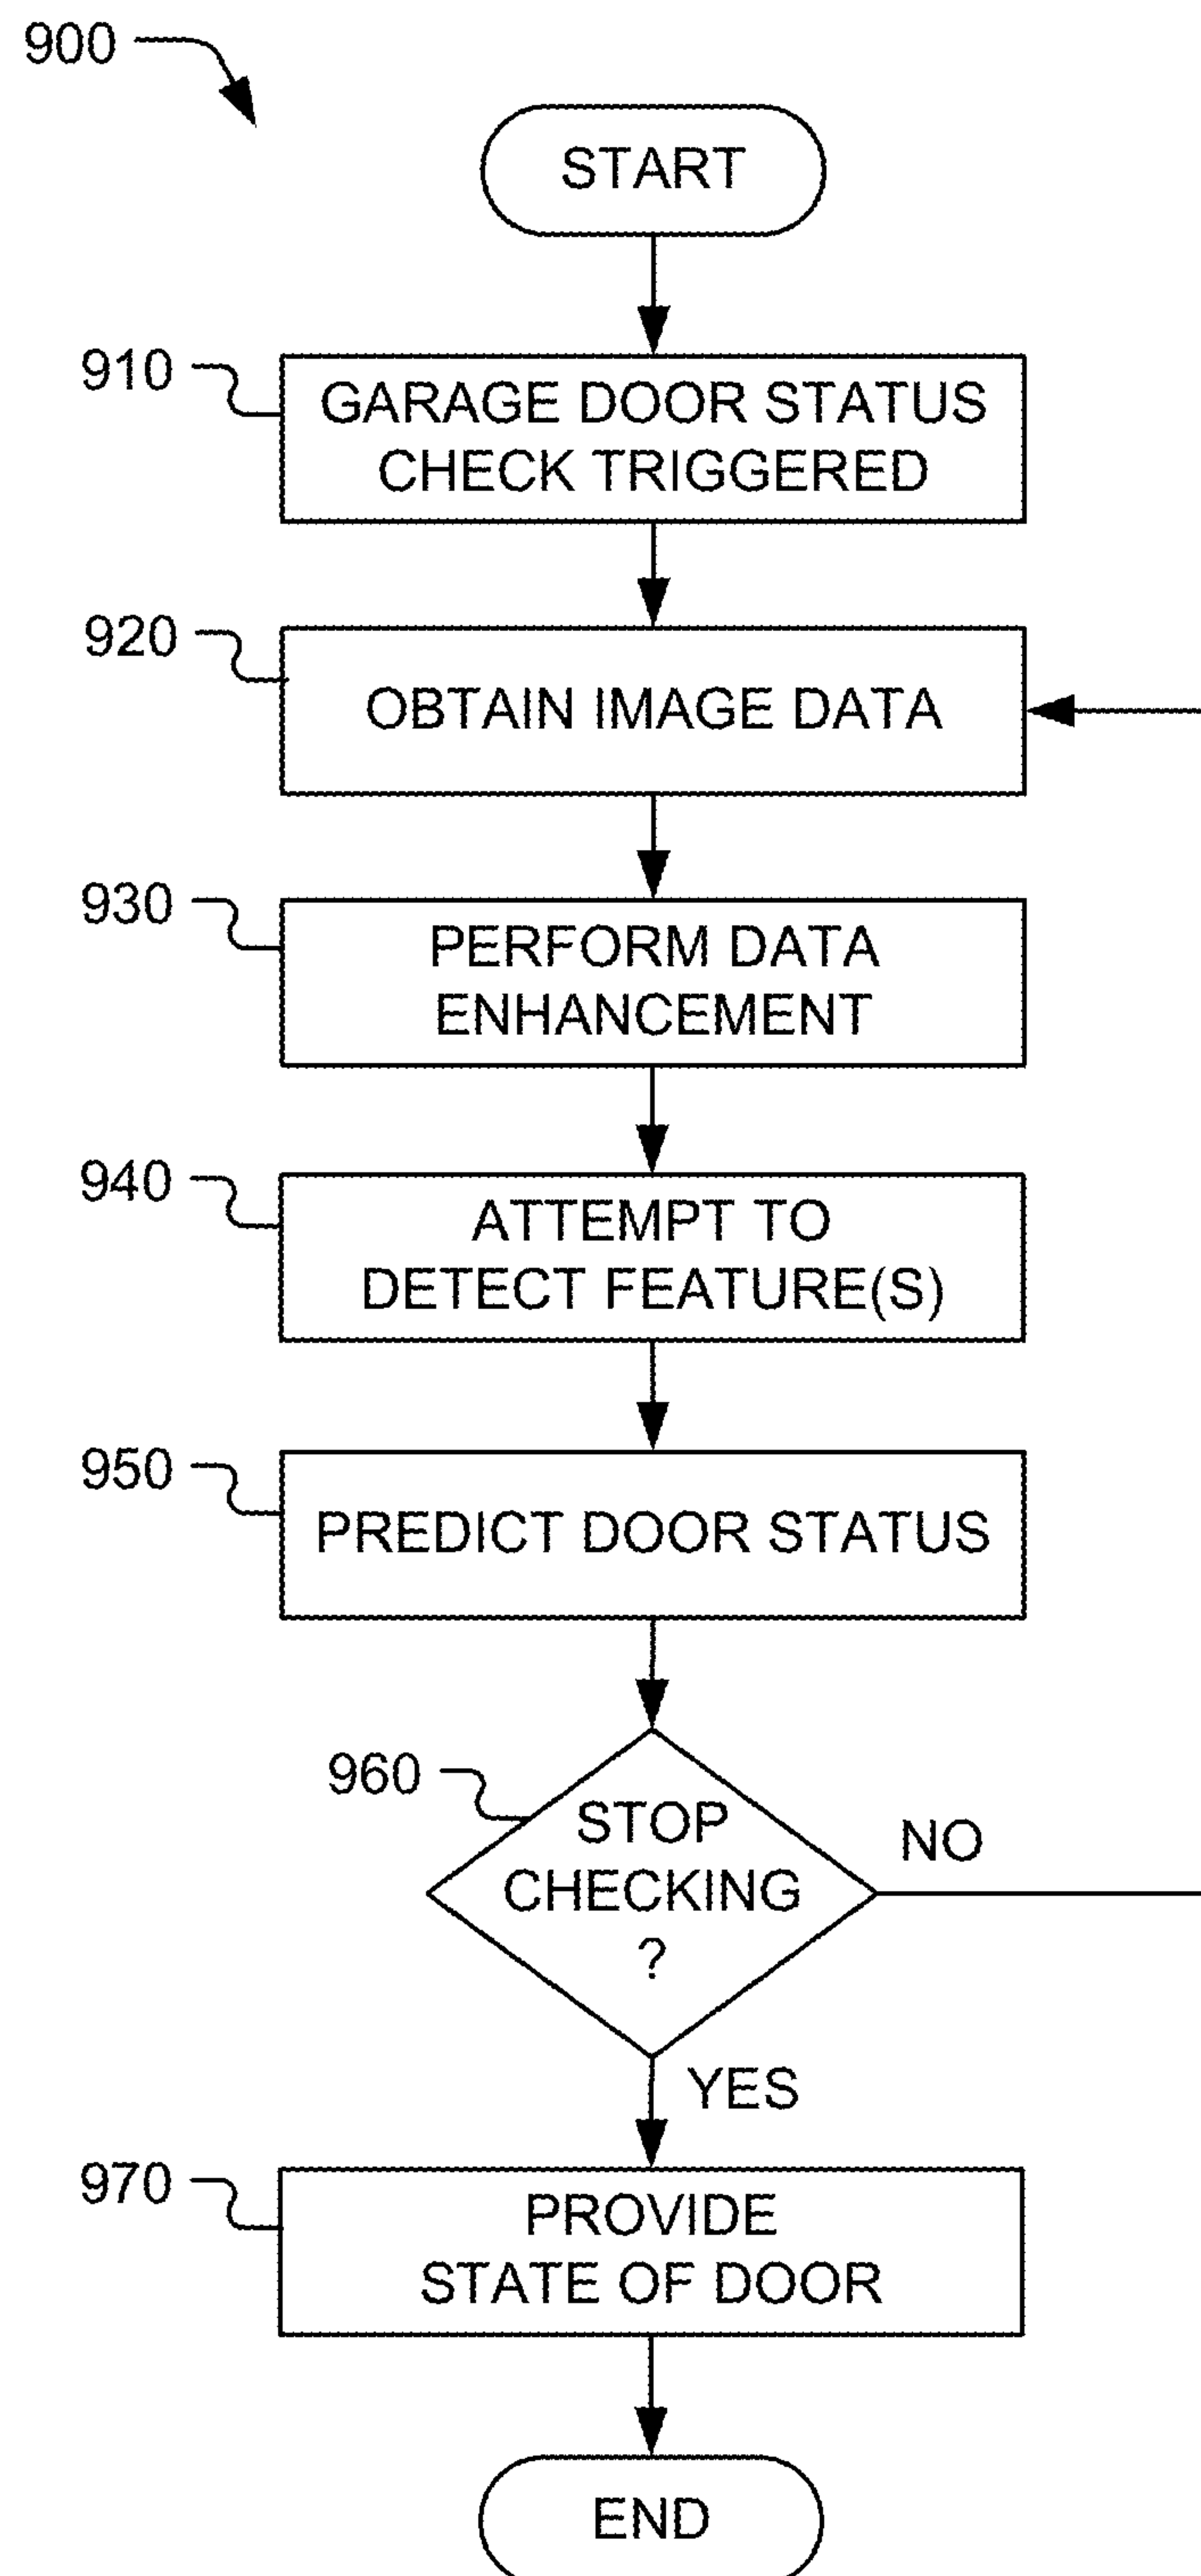 900
START
910
GARAGE DOOR STATUS
CHECK TRIGGERED
920
OBTAIN IMAGE DATA
930
PERFORM DATA
ENHANCEMENT
940
ATTEMPT TO
DETECT FEATURE(S)
950
PREDICT DOOR STATUS
960
STOP
CHECKING
?
NO
YES
970
PROVIDE
STATE OF DOOR
END